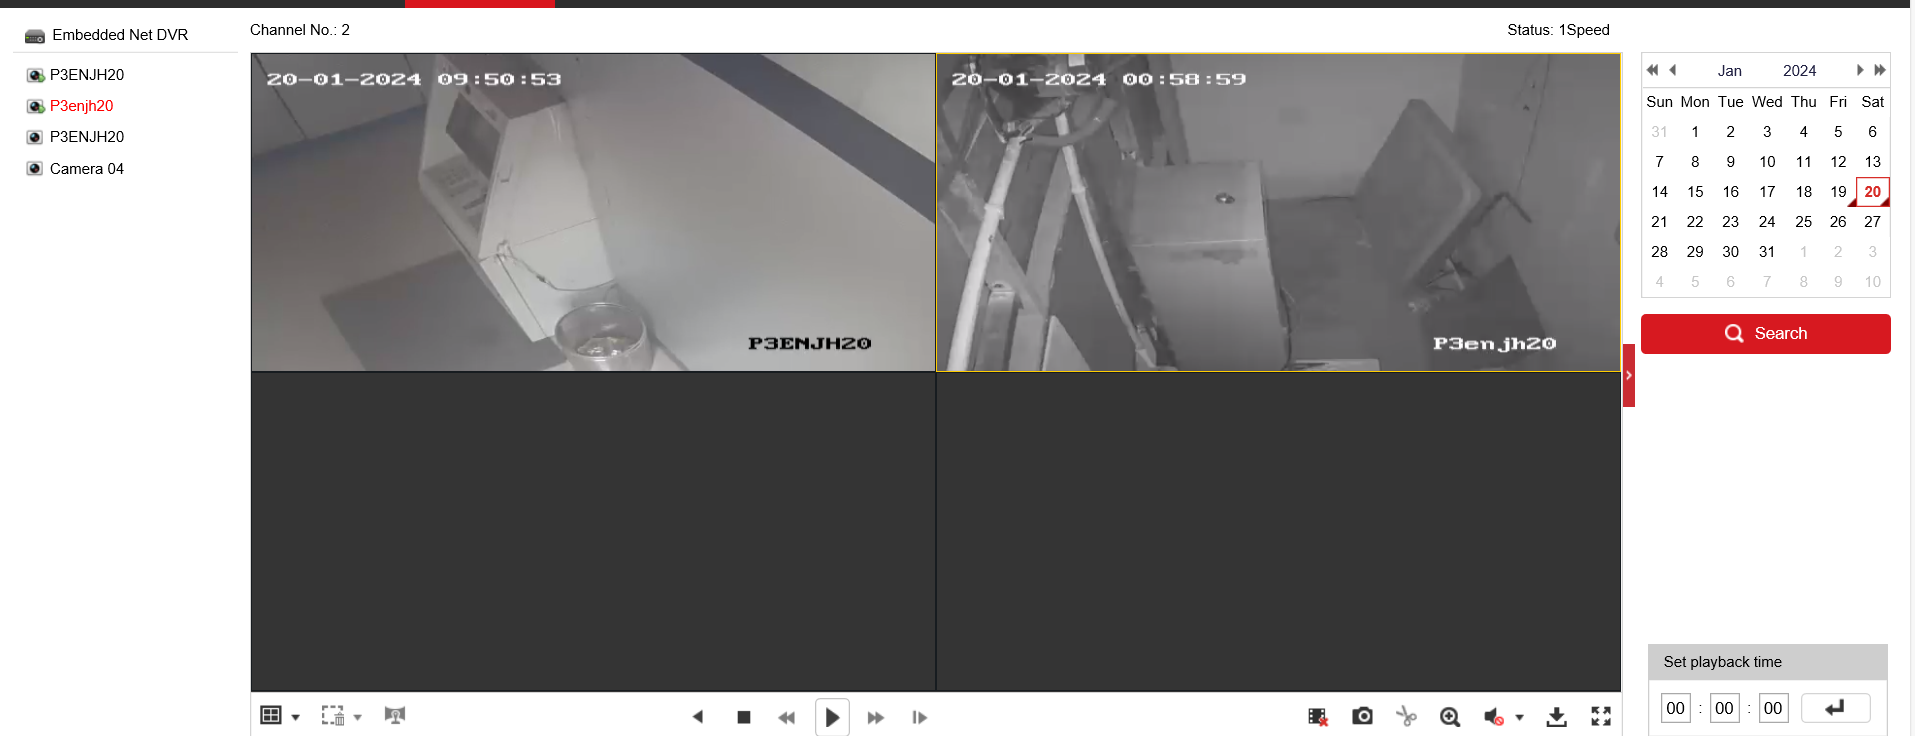 Embedded Net DVR
P3ENJH20
P3enjh20
P3ENJH20
Camera 04
Channel No.: 2
Status: 1Speed
20-01-2024 09:50:53
P3ENJH20
20-01-2024 00:58:59
P3enjh20
Jan 2024
Sun Mon Tue Wed Thu Fri Sat
31 1 2 3 4 5 6
7 8 9 10 11 12 13
14 15 16 17 18 19 20
21 22 23 24 25 26 27
28 29 30 31 1 2 3
4 5 6 7 8 9 10
Search
Set playback time
00 : 00 : 00